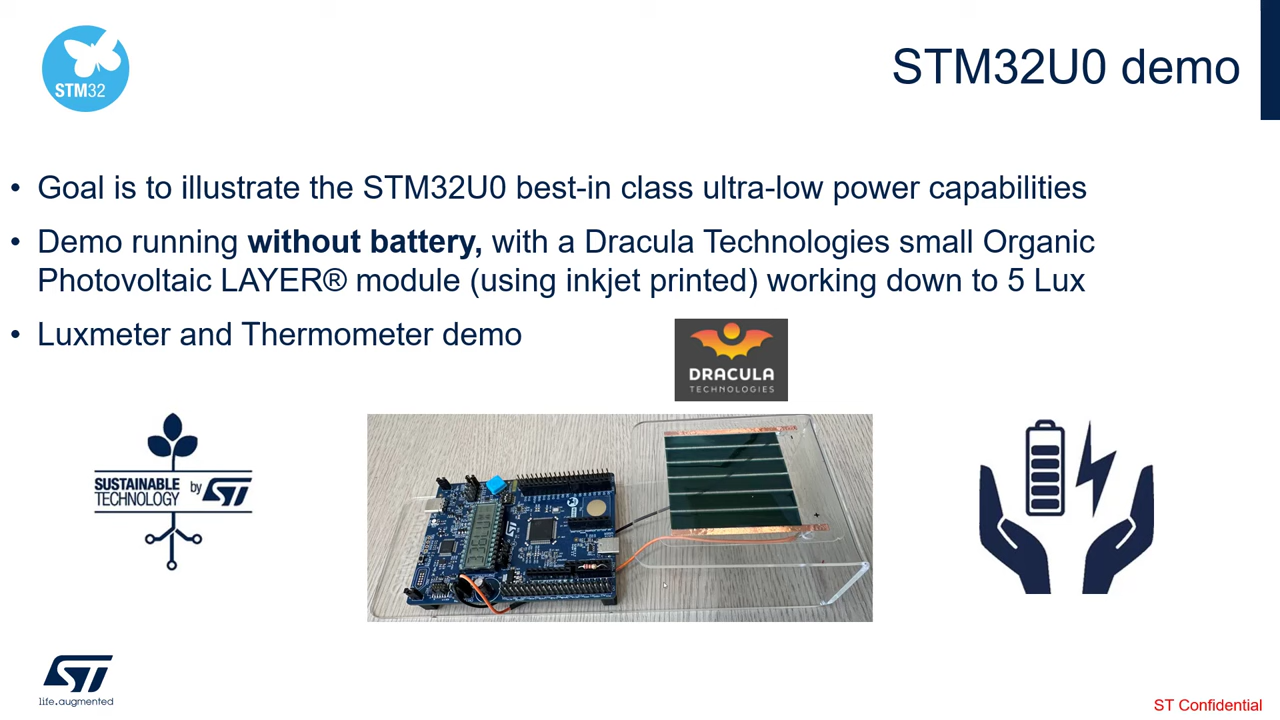 STM32
STM32U0 demo
• Goal is to illustrate the STM32U0 best-in class ultra-low power capabilities
• Demo running without battery, with a Dracula Technologies small Organic
Photovoltaic LAYER® module (using inkjet printed) working down to 5 Lux
• Luxmeter and Thermometer demo
DRACULA
TECHNOLOGIES
SUSTAINABLE
TECHNOLOGY
by ST
ST
life.augmented
ST Confidential